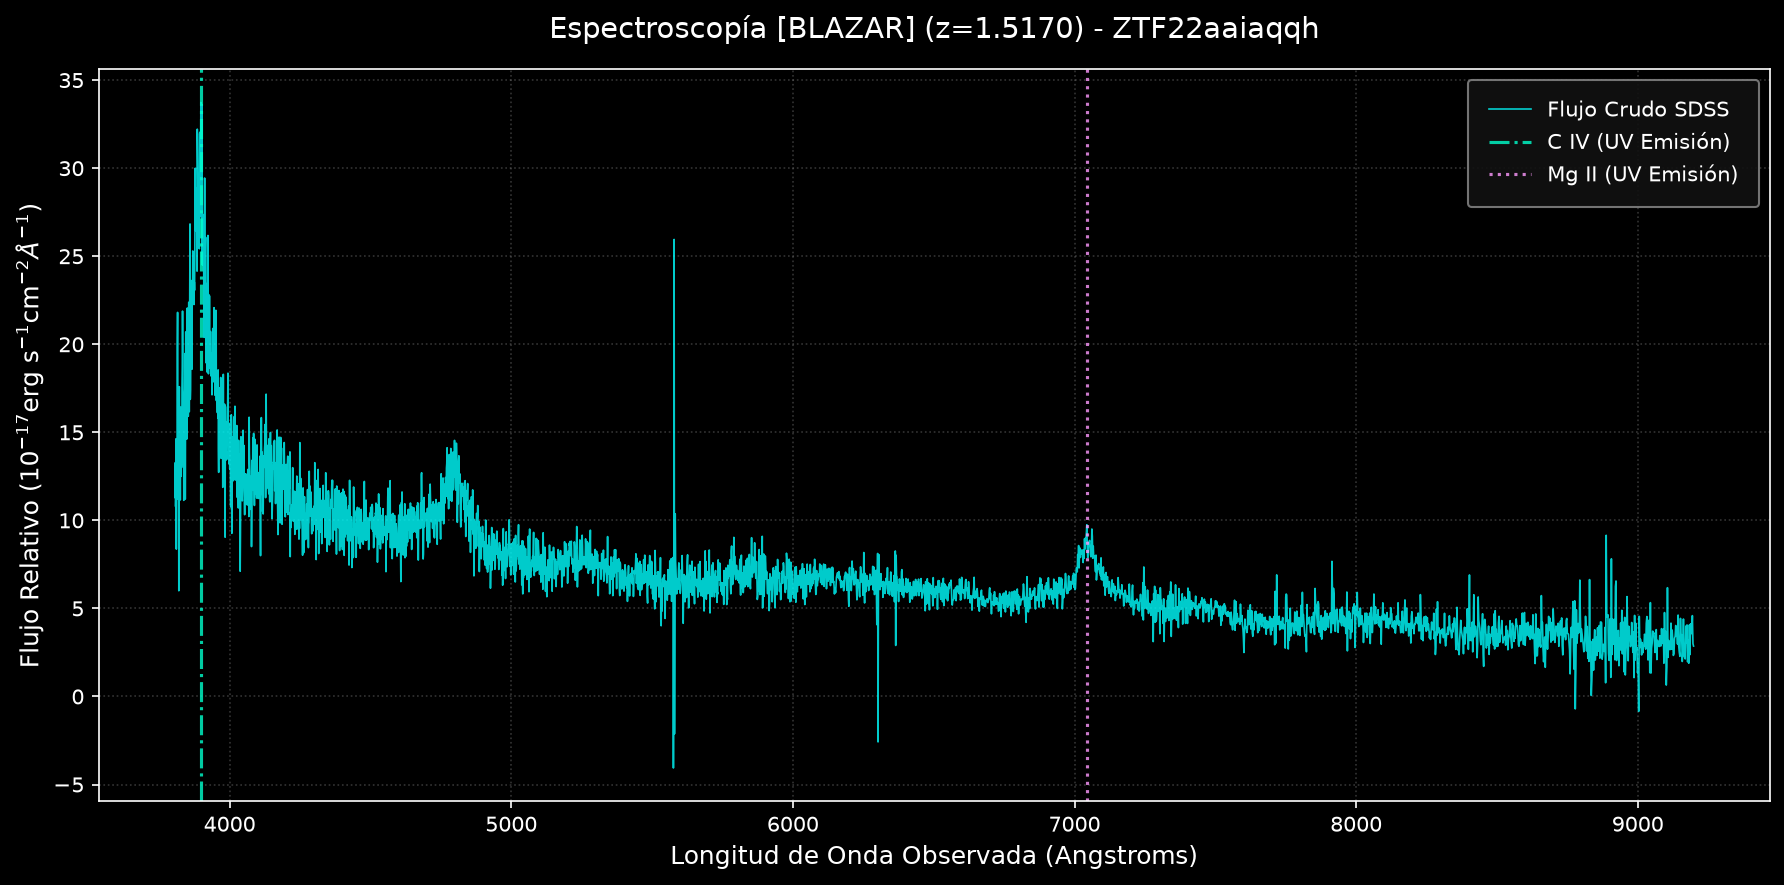 Espectroscopía [BLAZAR] (z=1.5170) - ZTF22aaiaqqh
Flujo Crudo SDSS
C IV (UV Emisión)
Mg II (UV Emisión)
Flujo Relativo (10⁻¹⁷erg s⁻¹cm⁻²Å⁻¹)
35
30
25
20
15
10
5
0
−5
4000 5000 6000 7000 8000 9000
Longitud de Onda Observada (Angstroms)